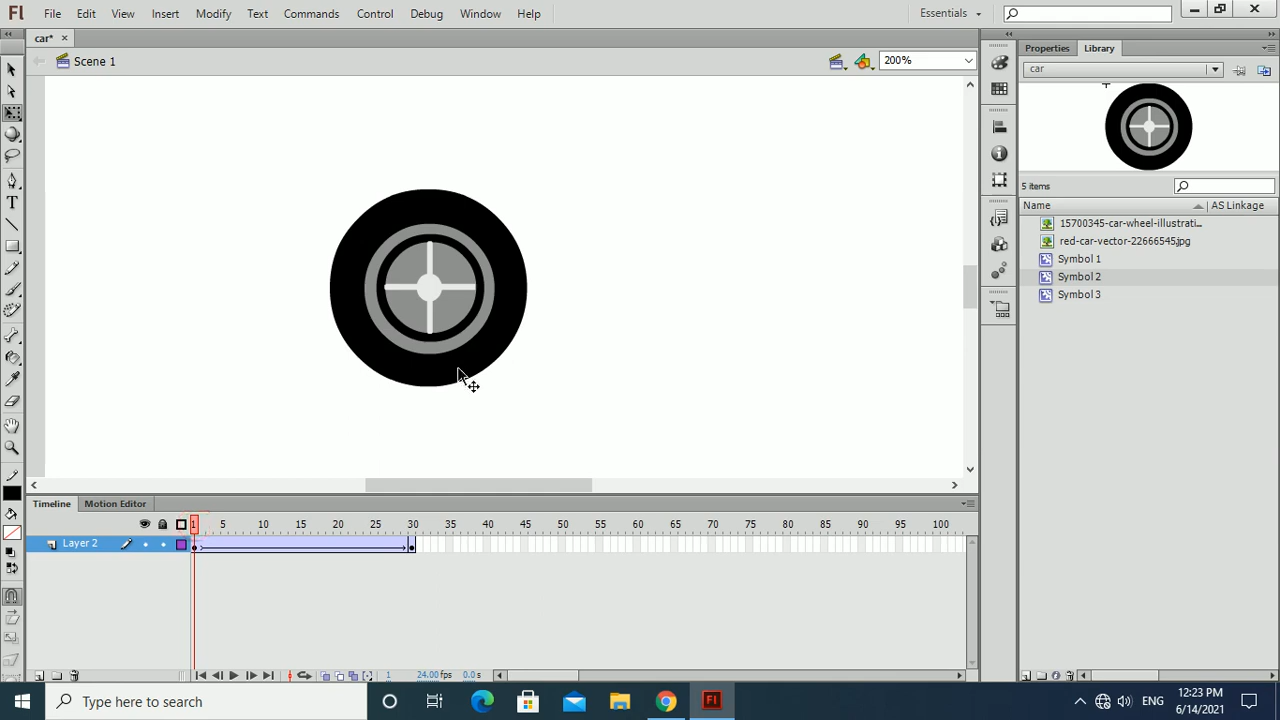 Fl File Edit View Insert Modify Text Commands Control Debug Window Help Essentials
car*
Scene 1 200%
Properties Library
car
5 items
Name AS Linkage
15700345-car-wheel-illustrati...
red-car-vector-22666545.jpg
Symbol 1
Symbol 2
Symbol 3
Timeline Motion Editor
1 5 10 15 20 25 30 35 40 45 50 55 60 65 70 75 80 85 90 95 100
Layer 2
1 24.00 fps 0.0 s
Type here to search
Fl
ENG
12:23 PM
6/14/2021